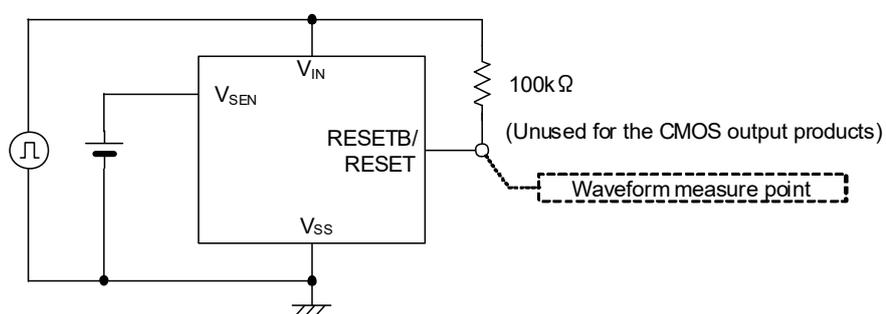 VIN
VSEN
100kΩ
(Unused for the CMOS output products)
RESETB/
RESET
Waveform measure point
VSS